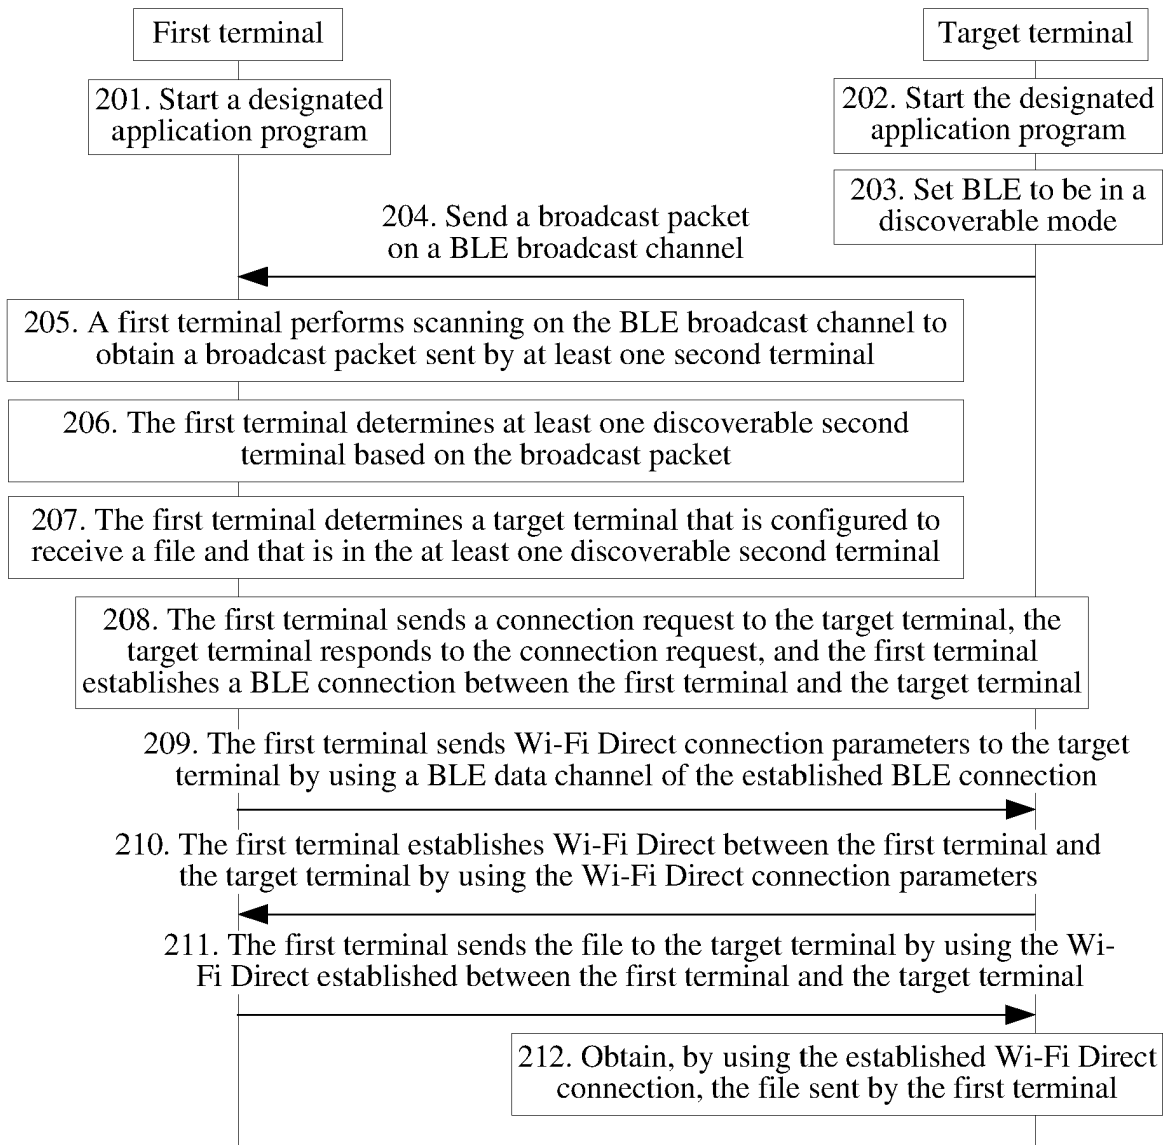 First terminal
Target terminal
201. Start a designated
application program
202. Start the designated
application program
203. Set BLE to be in a
discoverable mode
204. Send a broadcast packet
on a BLE broadcast channel
205. A first terminal performs scanning on the BLE broadcast channel to
obtain a broadcast packet sent by at least one second terminal
206. The first terminal determines at least one discoverable second
terminal based on the broadcast packet
207. The first terminal determines a target terminal that is configured to
receive a file and that is in the at least one discoverable second terminal
208. The first terminal sends a connection request to the target terminal, the
target terminal responds to the connection request, and the first terminal
establishes a BLE connection between the first terminal and the target terminal
209. The first terminal sends Wi-Fi Direct connection parameters to the target
terminal by using a BLE data channel of the established BLE connection
210. The first terminal establishes Wi-Fi Direct between the first terminal and
the target terminal by using the Wi-Fi Direct connection parameters
211. The first terminal sends the file to the target terminal by using the Wi-
Fi Direct established between the first terminal and the target terminal
212. Obtain, by using the established Wi-Fi Direct
connection, the file sent by the first terminal